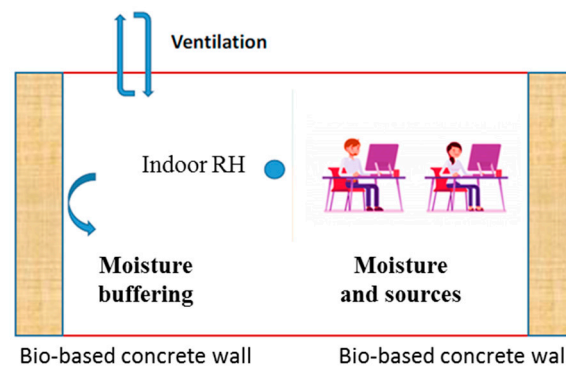 Ventilation
Indoor RH
Moisture
buffering
Moisture
and sources
Bio-based concrete wall
Bio-based concrete wal